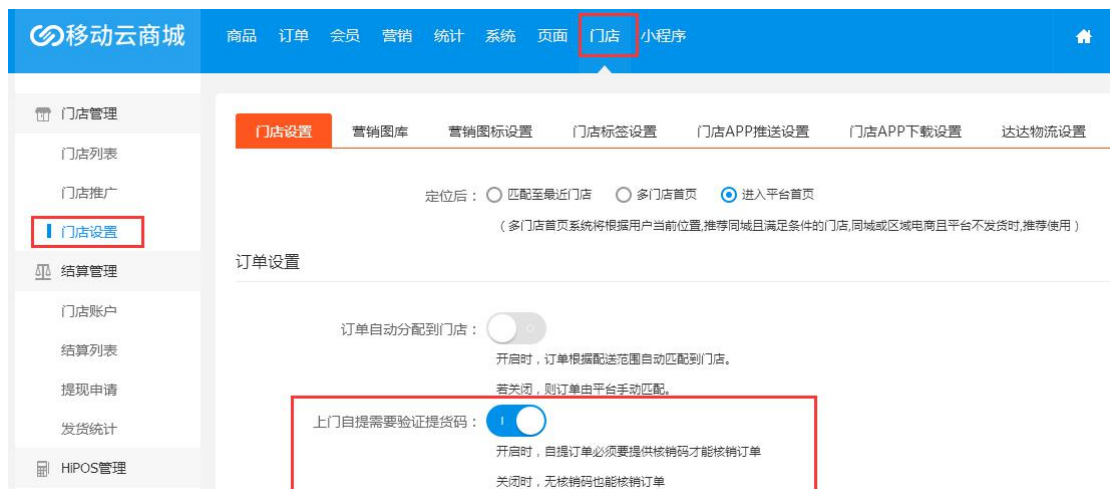 移动云商城
商品 订单 会员 营销 统计 系统 页面 门店 小程序
门店管理
门店列表
门店推广
门店设置
结算管理
门店账户
结算列表
提现申请
发货统计
HiPOS管理
门店设置 营销图库 营销图标设置 门店标签设置 门店APP推送设置 门店APP下载设置 达达物流设置
定位后： 匹配至最近门店 多门店首页 进入平台首页
（多门店首页系统将根据用户当前位置,推荐同城且满足条件的门店,同城或区域电商且平台不发货时,推荐使用）
订单设置
订单自动分配到门店：
开启时，订单根据配送范围自动匹配到门店。
若关闭，则订单由平台手动匹配。
上门自提需要验证提货码：
开启时，自提订单必须要提供核销码才能核销订单
关闭时，无核销码也能核销订单